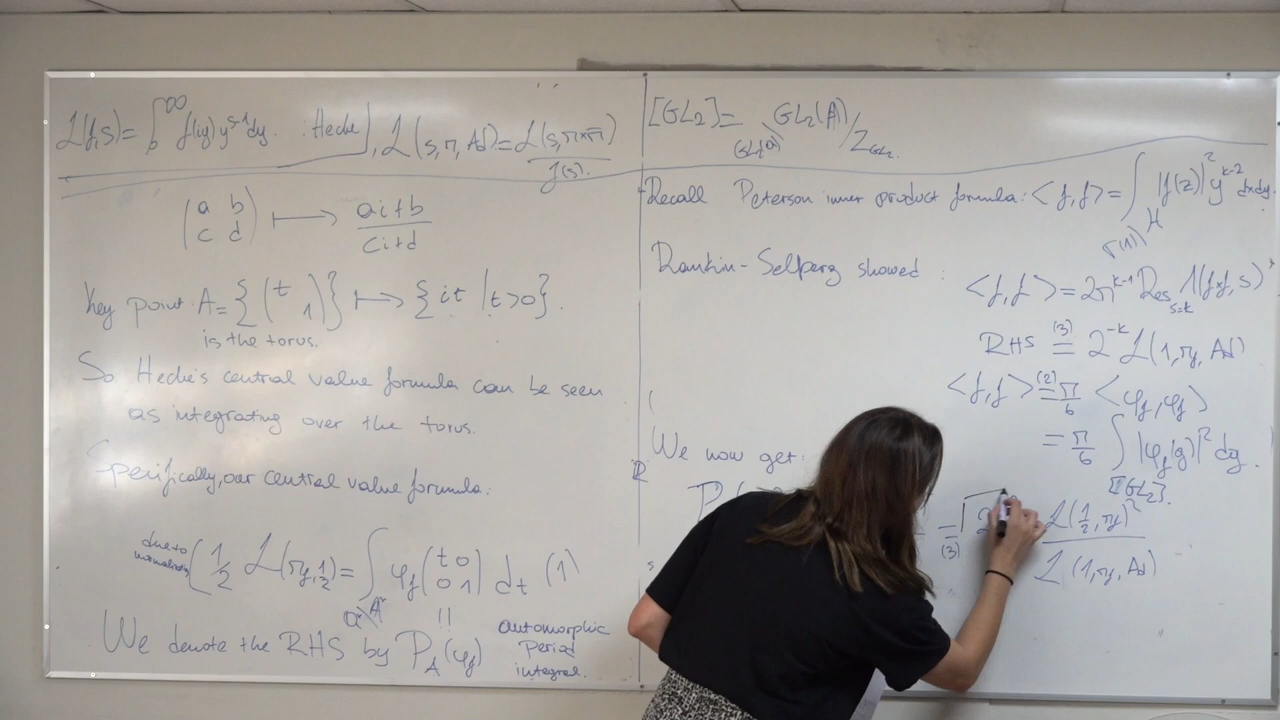 L(f,s) = ∫₀^∞ f(iy) y^{s-1} dy. : Hecke, L(s,π,Ad) = L(s,π×π̃)/ζ(s).
(a b; c d) ⟼ (ai+b)/(ci+d)
Key point: A = {(t  ; 1)} ⟼ {it | t>0}.
is the torus.
So Hecke's central value formula can be seen
as integrating over the torus.
Specifically, our central value formula:
due to
(1/2 L(π_f, 1/2) = ∫_{Q^×\A^×} φ_f (t 0; 0 1) dt (1)
We denote the RHS by P_A(φ_f) automorphic
period
integral.
[GL₂] = GL₂(Q)\GL₂(A)/Z_{GL₂}.
Recall Peterson inner product formula: <f,f> = ∫_{Γ(1)\H} |f(z)|² y^{k-2} dxdy.
Rankin-Selberg showed :
<f,f> = 2π^{k-1} Res_{s=k} Λ(f×f, s)
RHS =^{(3)} 2^{-k} L(1,π_f,Ad)
<f,f> =^{(2)} π/6 <φ_f,φ_f>
= π/6 ∫_{[GL₂]} |φ_f(g)|² dg.
We now get:
P
=_{(3)} 2 L(1/2,π_f)² / L(1,π_f,Ad)